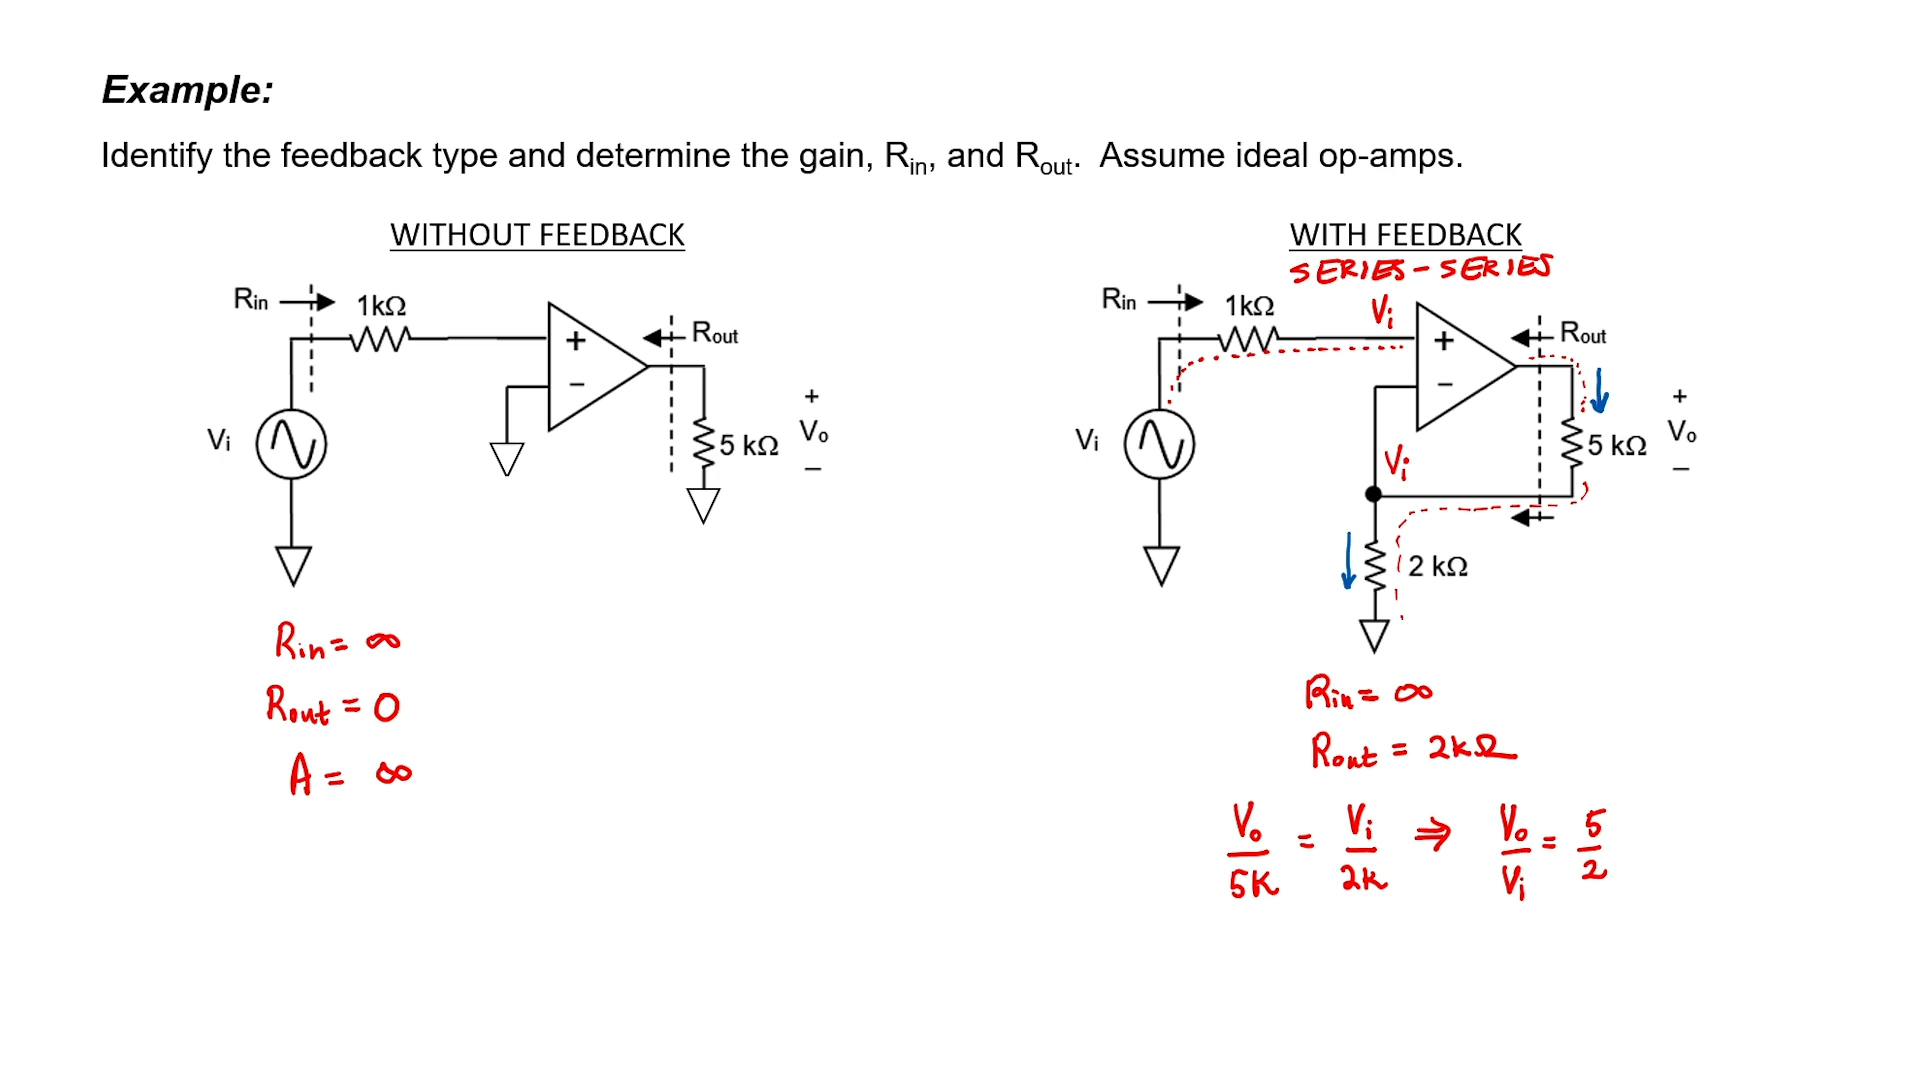 Example:
Identify the feedback type and determine the gain, Rin, and Rout. Assume ideal op-amps.
WITHOUT FEEDBACK
Rin
1kΩ
+
−
Rout
Vi
5 kΩ
+
Vo
−
Rin = ∞
Rout = 0
A = ∞
WITH FEEDBACK
SERIES-SERIES
Rin
1kΩ
Vi
+
−
Rout
Vi
Vi
5 kΩ
+
Vo
−
2 kΩ
Rin = ∞
Rout = 2kΩ
Vo/5K = Vi/2K ⇒ Vo/Vi = 5/2